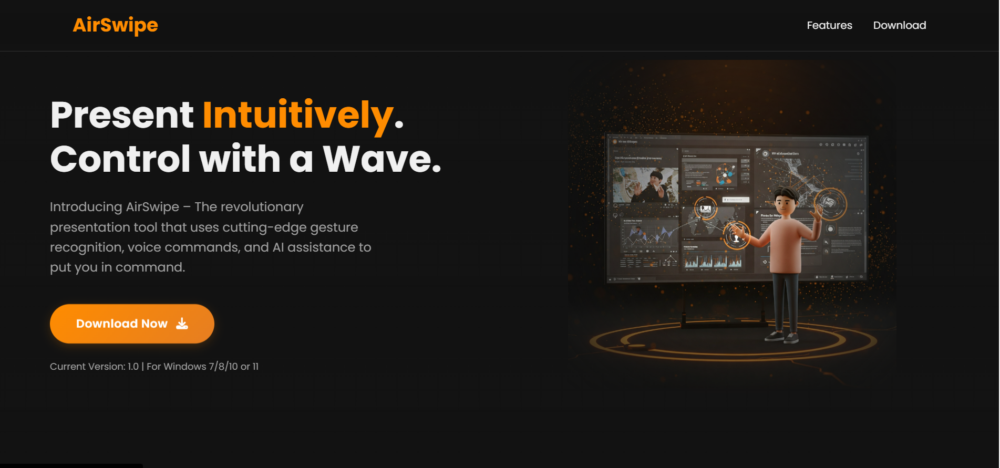 AirSwipe
Features
Download
Present Intuitively.
Control with a Wave.
Introducing AirSwipe – The revolutionary
presentation tool that uses cutting-edge gesture
recognition, voice commands, and AI assistance to
put you in command.
Download Now
Current Version: 1.0 | For Windows 7/8/10 or 11